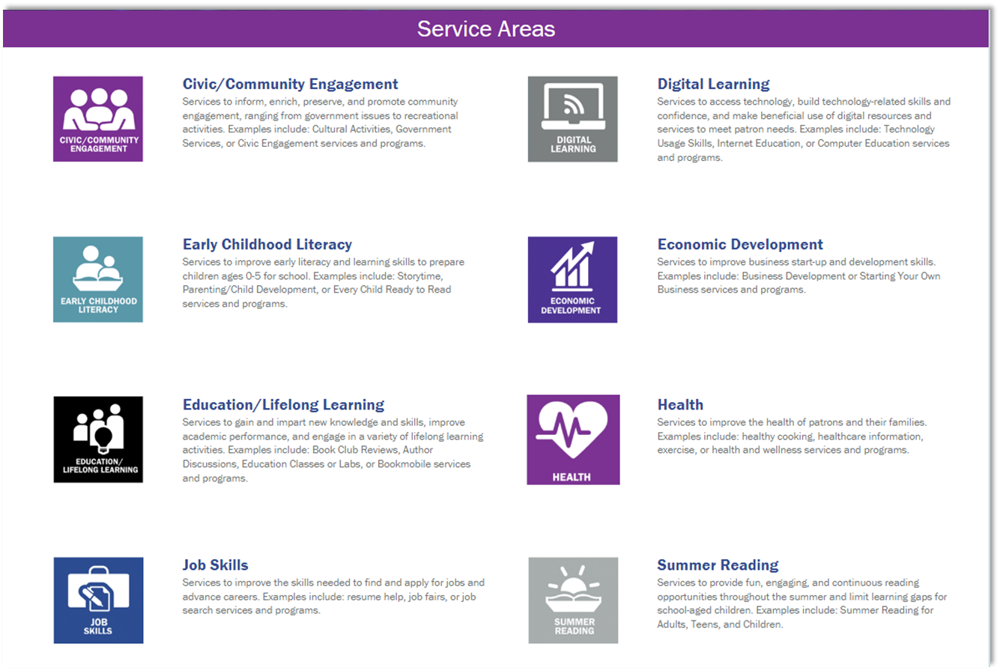 Service Areas
CIVIC/COMMUNITY
ENGAGEMENT
Civic/Community Engagement
Services to inform, enrich, preserve, and promote community
engagement, ranging from government issues to recreational
activities. Examples include: Cultural Activities, Government
Services, or Civic Engagement services and programs.
DIGITAL
LEARNING
Digital Learning
Services to access technology, build technology-related skills and
confidence, and make beneficial use of digital resources and
services to meet patron needs. Examples include: Technology
Usage Skills, Internet Education, or Computer Education services
and programs.
EARLY CHILDHOOD
LITERACY
Early Childhood Literacy
Services to improve early literacy and learning skills to prepare
children ages 0-5 for school. Examples include: Storytime,
Parenting/Child Development, or Every Child Ready to Read
services and programs.
ECONOMIC
DEVELOPMENT
Economic Development
Services to improve business start-up and development skills.
Examples include: Business Development or Starting Your Own
Business services and programs.
EDUCATION/
LIFELONG LEARNING
Education/Lifelong Learning
Services to gain and impart new knowledge and skills, improve
academic performance, and engage in a variety of lifelong learning
activities. Examples include: Book Club Reviews, Author
Discussions, Education Classes or Labs, or Bookmobile services
and programs.
HEALTH
Health
Services to improve the health of patrons and their families.
Examples include: healthy cooking, healthcare information,
exercise, or health and wellness services and programs.
JOB
SKILLS
Job Skills
Services to improve the skills needed to find and apply for jobs and
advance careers. Examples include: resume help, job fairs, or job
search services and programs.
SUMMER
READING
Summer Reading
Services to provide fun, engaging, and continuous reading
opportunities throughout the summer and limit learning gaps for
school-aged children. Examples include: Summer Reading for
Adults, Teens, and Children.